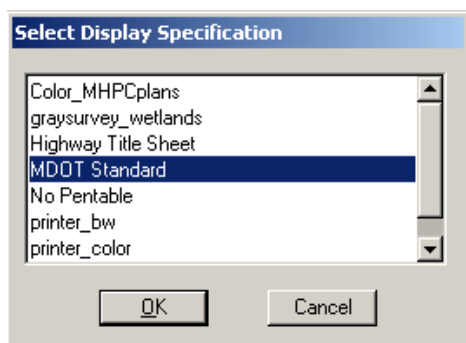 Select Display Specification
Color_MHPCplans
graysurvey_wetlands
Highway Title Sheet
MDOT Standard
No Pentable
printer_bw
printer_color
OK Cancel